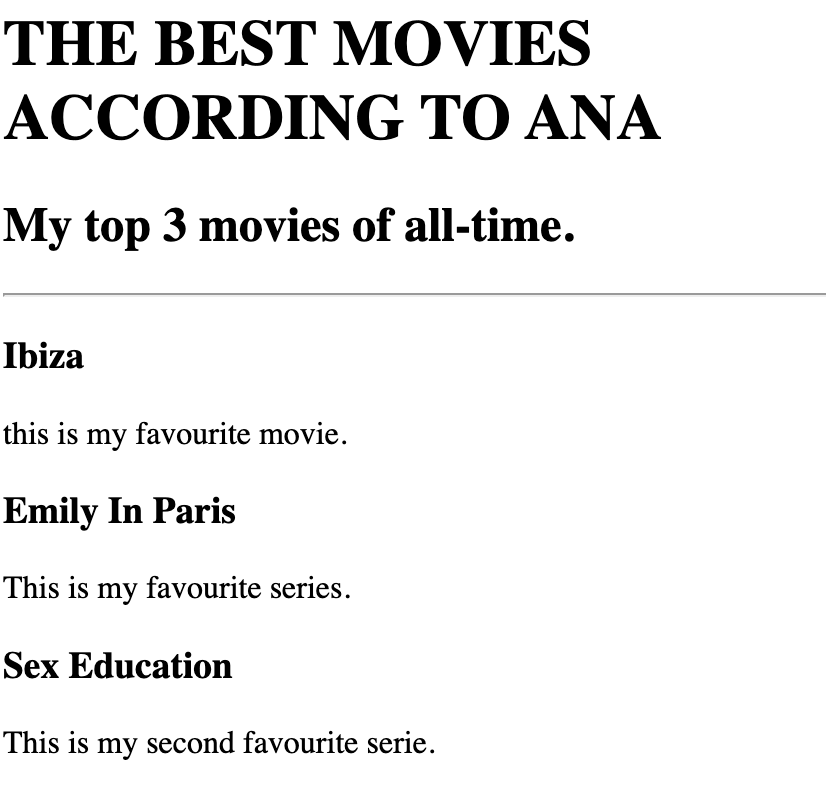 THE BEST MOVIES
ACCORDING TO ANA
My top 3 movies of all-time.
Ibiza
this is my favourite movie.
Emily In Paris
This is my favourite series.
Sex Education
This is my second favourite serie.